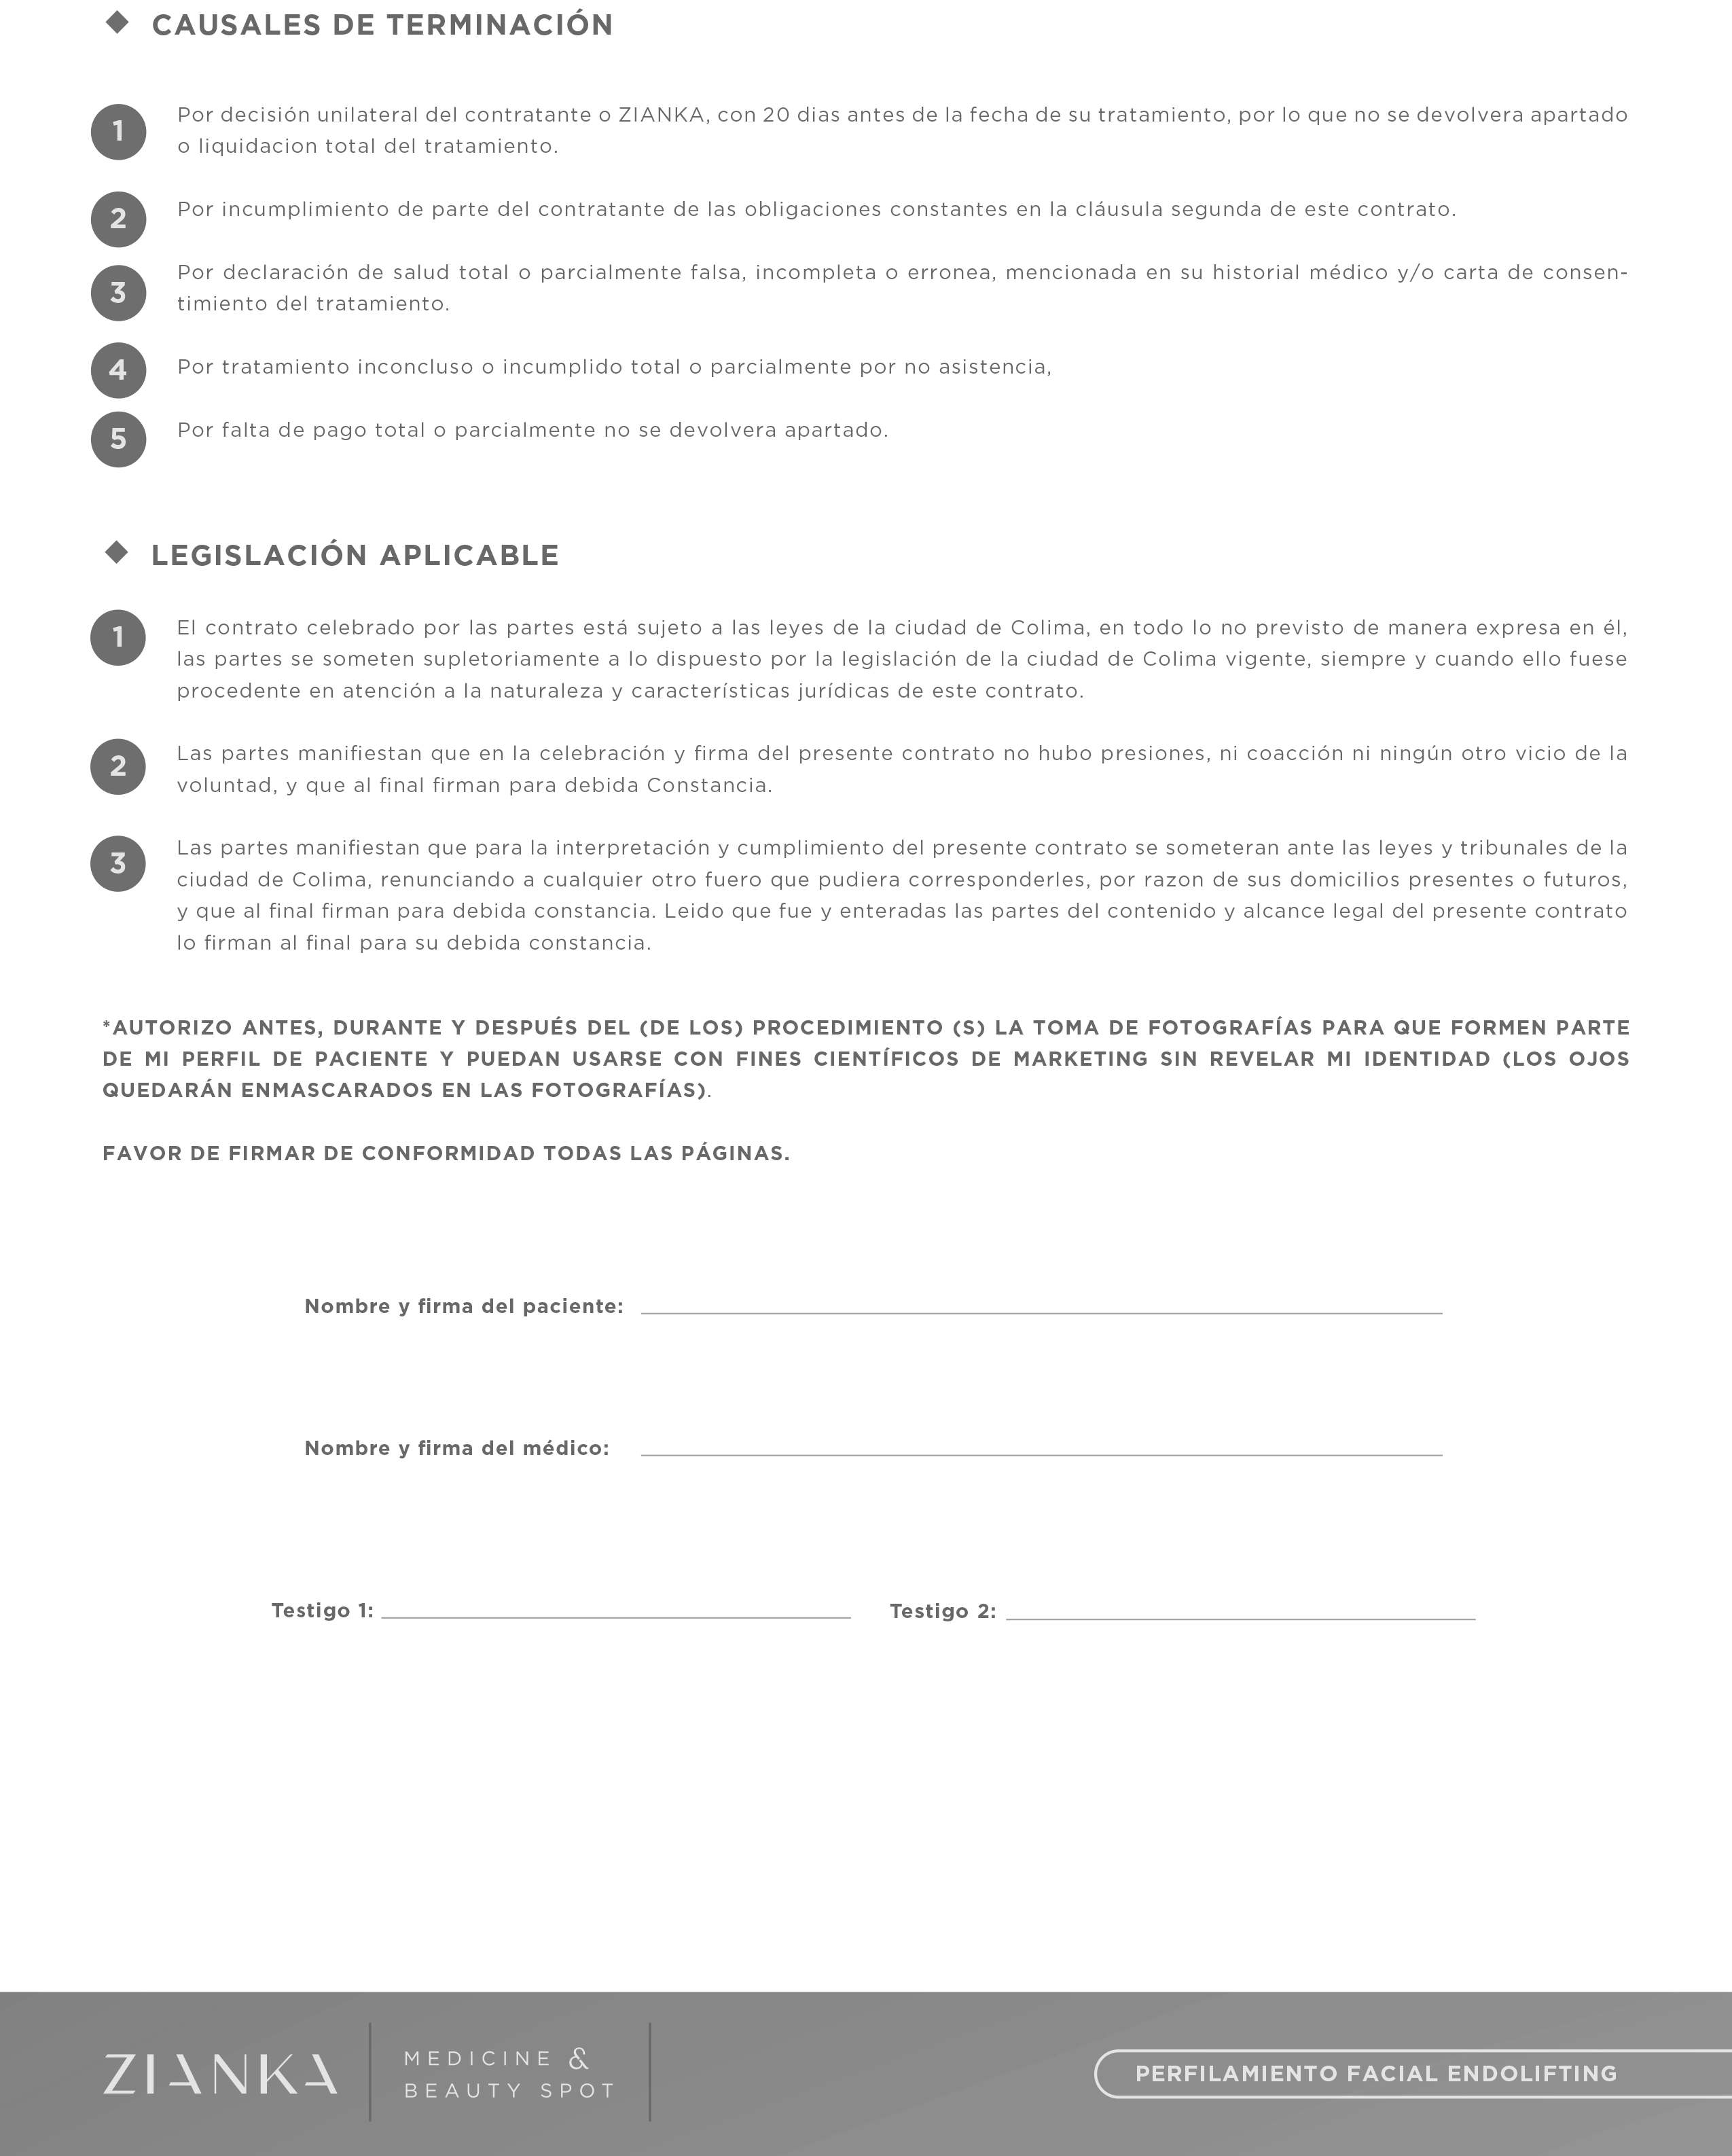 ◆ CAUSALES DE TERMINACIÓN
1 Por decisión unilateral del contratante o ZIANKA, con 20 dias antes de la fecha de su tratamiento, por lo que no se devolvera apartado
o liquidacion total del tratamiento.
2 Por incumplimiento de parte del contratante de las obligaciones constantes en la cláusula segunda de este contrato.
3 Por declaración de salud total o parcialmente falsa, incompleta o erronea, mencionada en su historial médico y/o carta de consen-
timiento del tratamiento.
4 Por tratamiento inconcluso o incumplido total o parcialmente por no asistencia,
5 Por falta de pago total o parcialmente no se devolvera apartado.
◆ LEGISLACIÓN APLICABLE
1 El contrato celebrado por las partes está sujeto a las leyes de la ciudad de Colima, en todo lo no previsto de manera expresa en él,
las partes se someten supletoriamente a lo dispuesto por la legislación de la ciudad de Colima vigente, siempre y cuando ello fuese
procedente en atención a la naturaleza y características jurídicas de este contrato.
2 Las partes manifiestan que en la celebración y firma del presente contrato no hubo presiones, ni coacción ni ningún otro vicio de la
voluntad, y que al final firman para debida Constancia.
3 Las partes manifiestan que para la interpretación y cumplimiento del presente contrato se someteran ante las leyes y tribunales de la
ciudad de Colima, renunciando a cualquier otro fuero que pudiera corresponderles, por razon de sus domicilios presentes o futuros,
y que al final firman para debida constancia. Leido que fue y enteradas las partes del contenido y alcance legal del presente contrato
lo firman al final para su debida constancia.
*AUTORIZO ANTES, DURANTE Y DESPUÉS DEL (DE LOS) PROCEDIMIENTO (S) LA TOMA DE FOTOGRAFÍAS PARA QUE FORMEN PARTE
DE MI PERFIL DE PACIENTE Y PUEDAN USARSE CON FINES CIENTÍFICOS DE MARKETING SIN REVELAR MI IDENTIDAD (LOS OJOS
QUEDARÁN ENMASCARADOS EN LAS FOTOGRAFÍAS).
FAVOR DE FIRMAR DE CONFORMIDAD TODAS LAS PÁGINAS.
Nombre y firma del paciente:
Nombre y firma del médico:
Testigo 1: Testigo 2:
ZIANKA
MEDICINE &
BEAUTY SPOT
PERFILAMIENTO FACIAL ENDOLIFTING